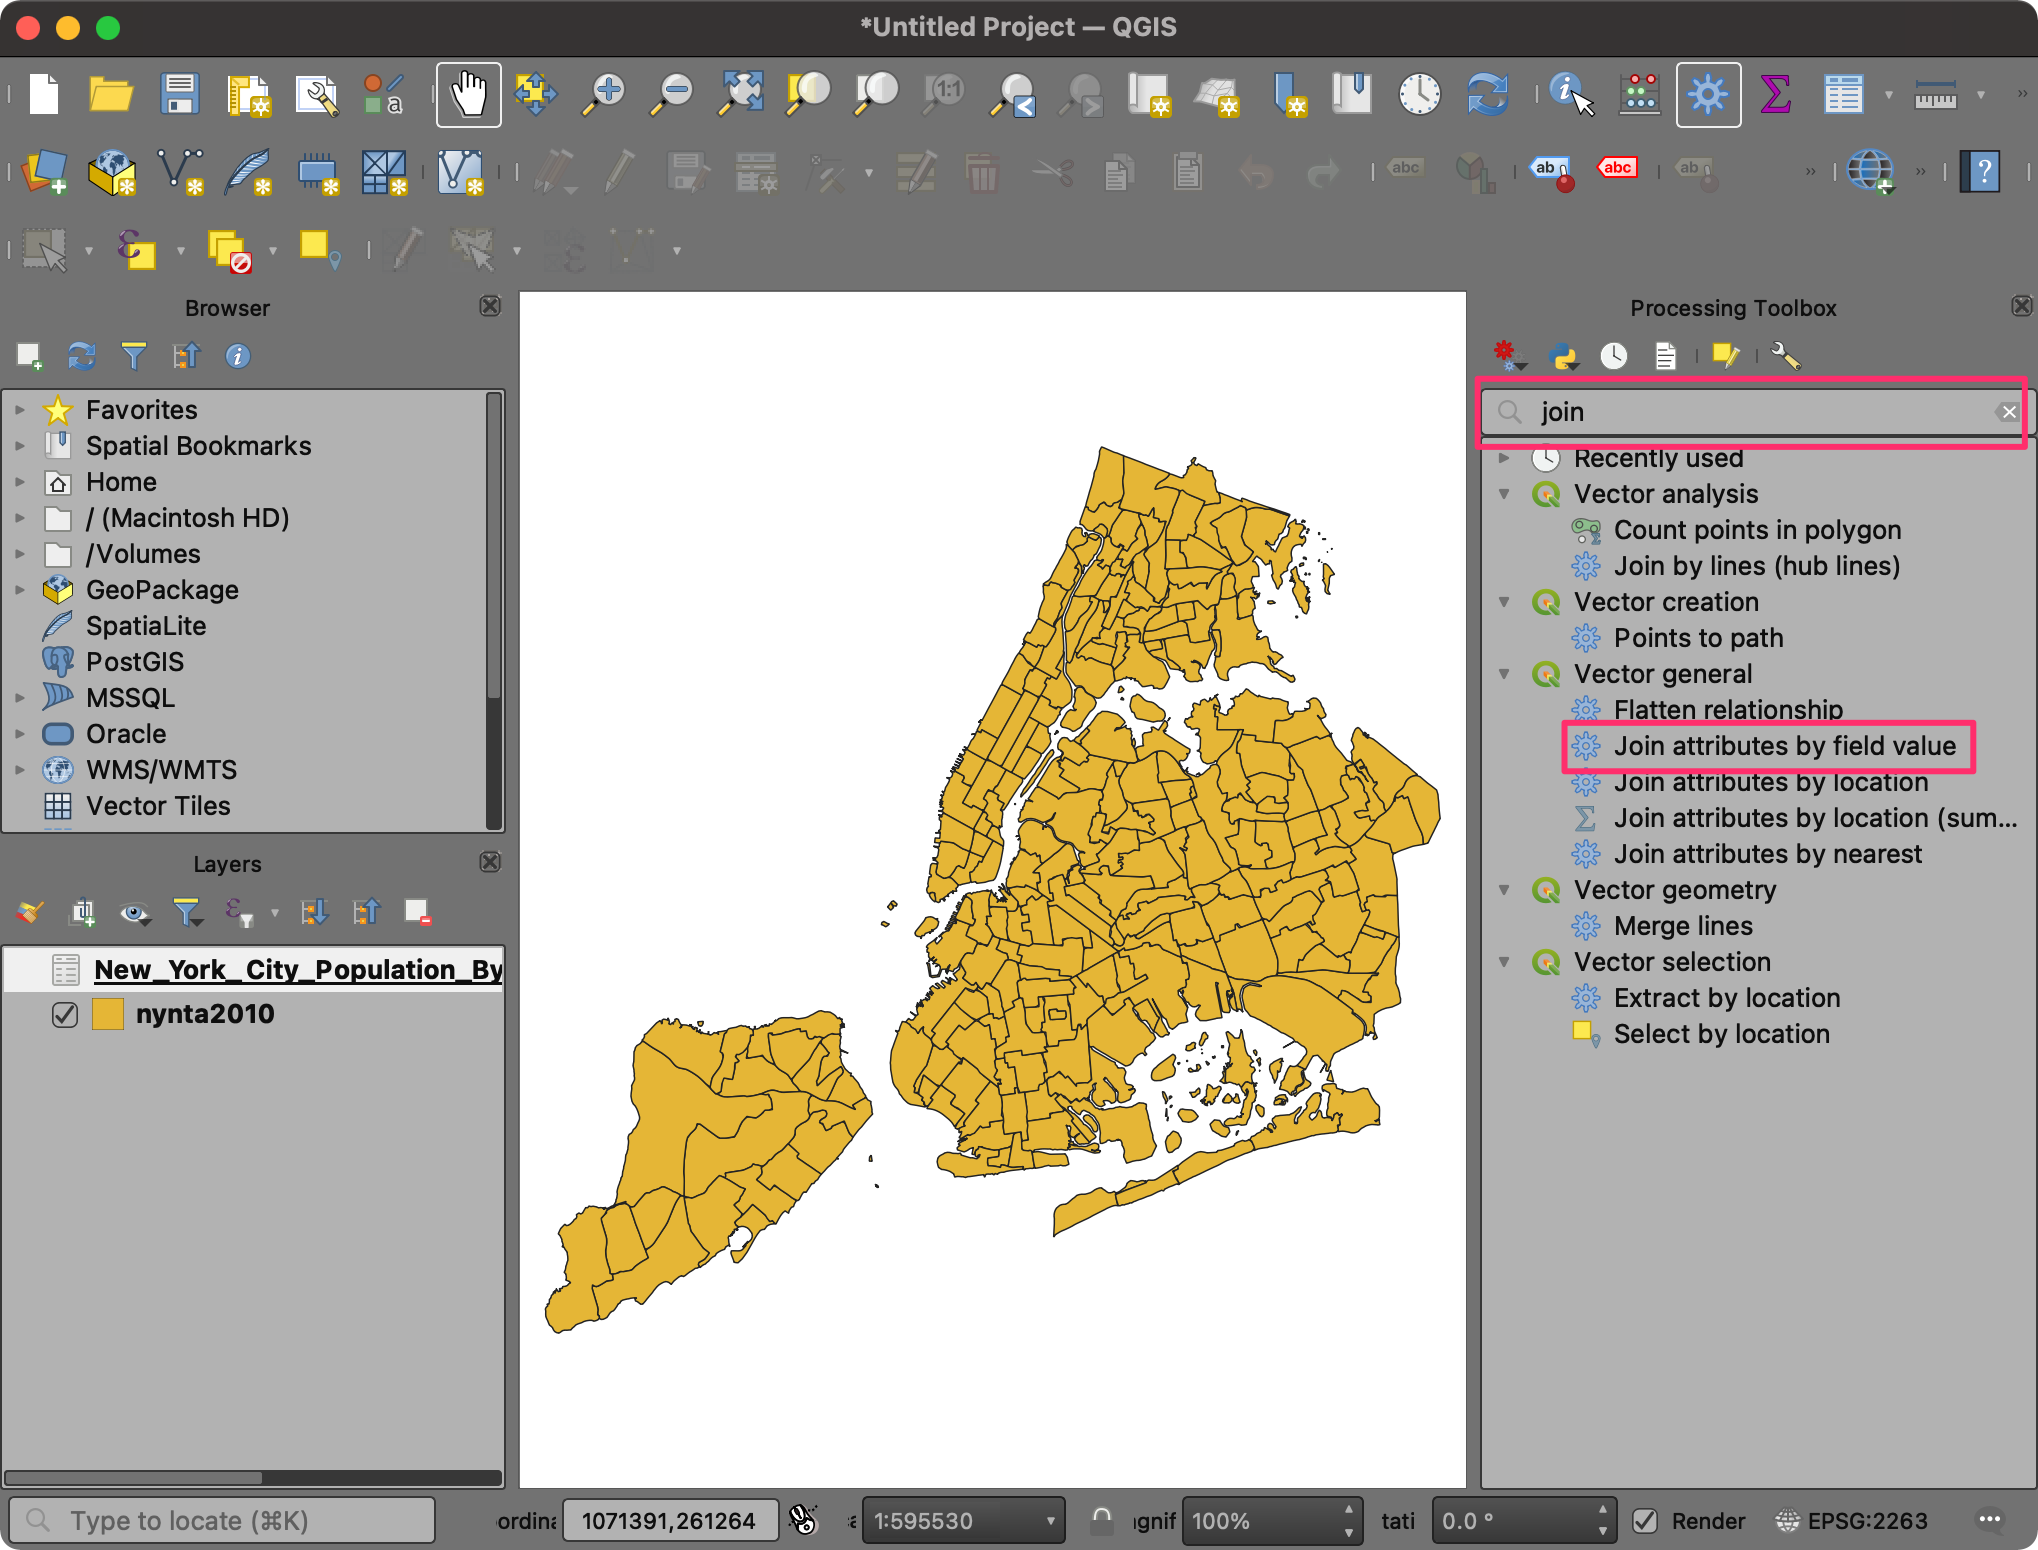 *Untitled Project — QGIS
1:1
a
abc
ab
abc
ab
?
Browser
Favorites
Spatial Bookmarks
Home
/ (Macintosh HD)
/Volumes
GeoPackage
SpatiaLite
PostGIS
MSSQL
Oracle
WMS/WMTS
Vector Tiles
Layers
New_York_City_Population_By
nynta2010
Processing Toolbox
join
Recently used
Vector analysis
Count points in polygon
Join by lines (hub lines)
Vector creation
Points to path
Vector general
Flatten relationship
Join attributes by field value
Join attributes by location
Join attributes by location (sum...
Join attributes by nearest
Vector geometry
Merge lines
Vector selection
Extract by location
Select by location
Type to locate (⌘K)
ordina
1071391,261264
1:595530
agnif
100%
tati
0.0 °
Render
EPSG:2263